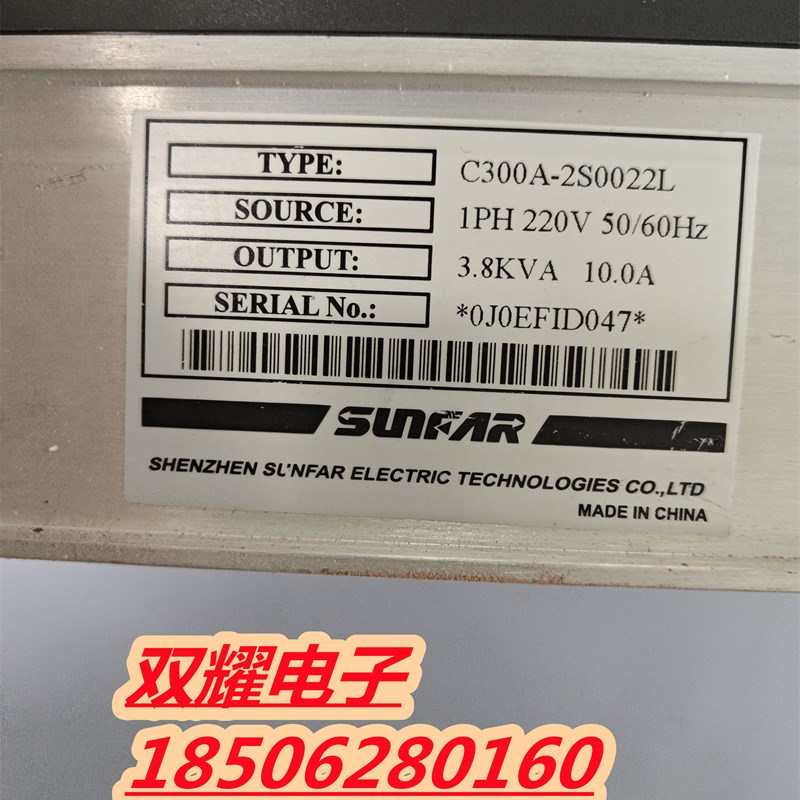 TYPE: C300A-2S0022L
SOURCE: 1PH 220V 50/60Hz
OUTPUT: 3.8KVA 10.0A
SERIAL No.: *0J0EFID047*
SUNFAR
SHENZHEN SUNFAR ELECTRIC TECHNOLOGIES CO.,LTD
MADE IN CHINA
双耀电子
18506280160